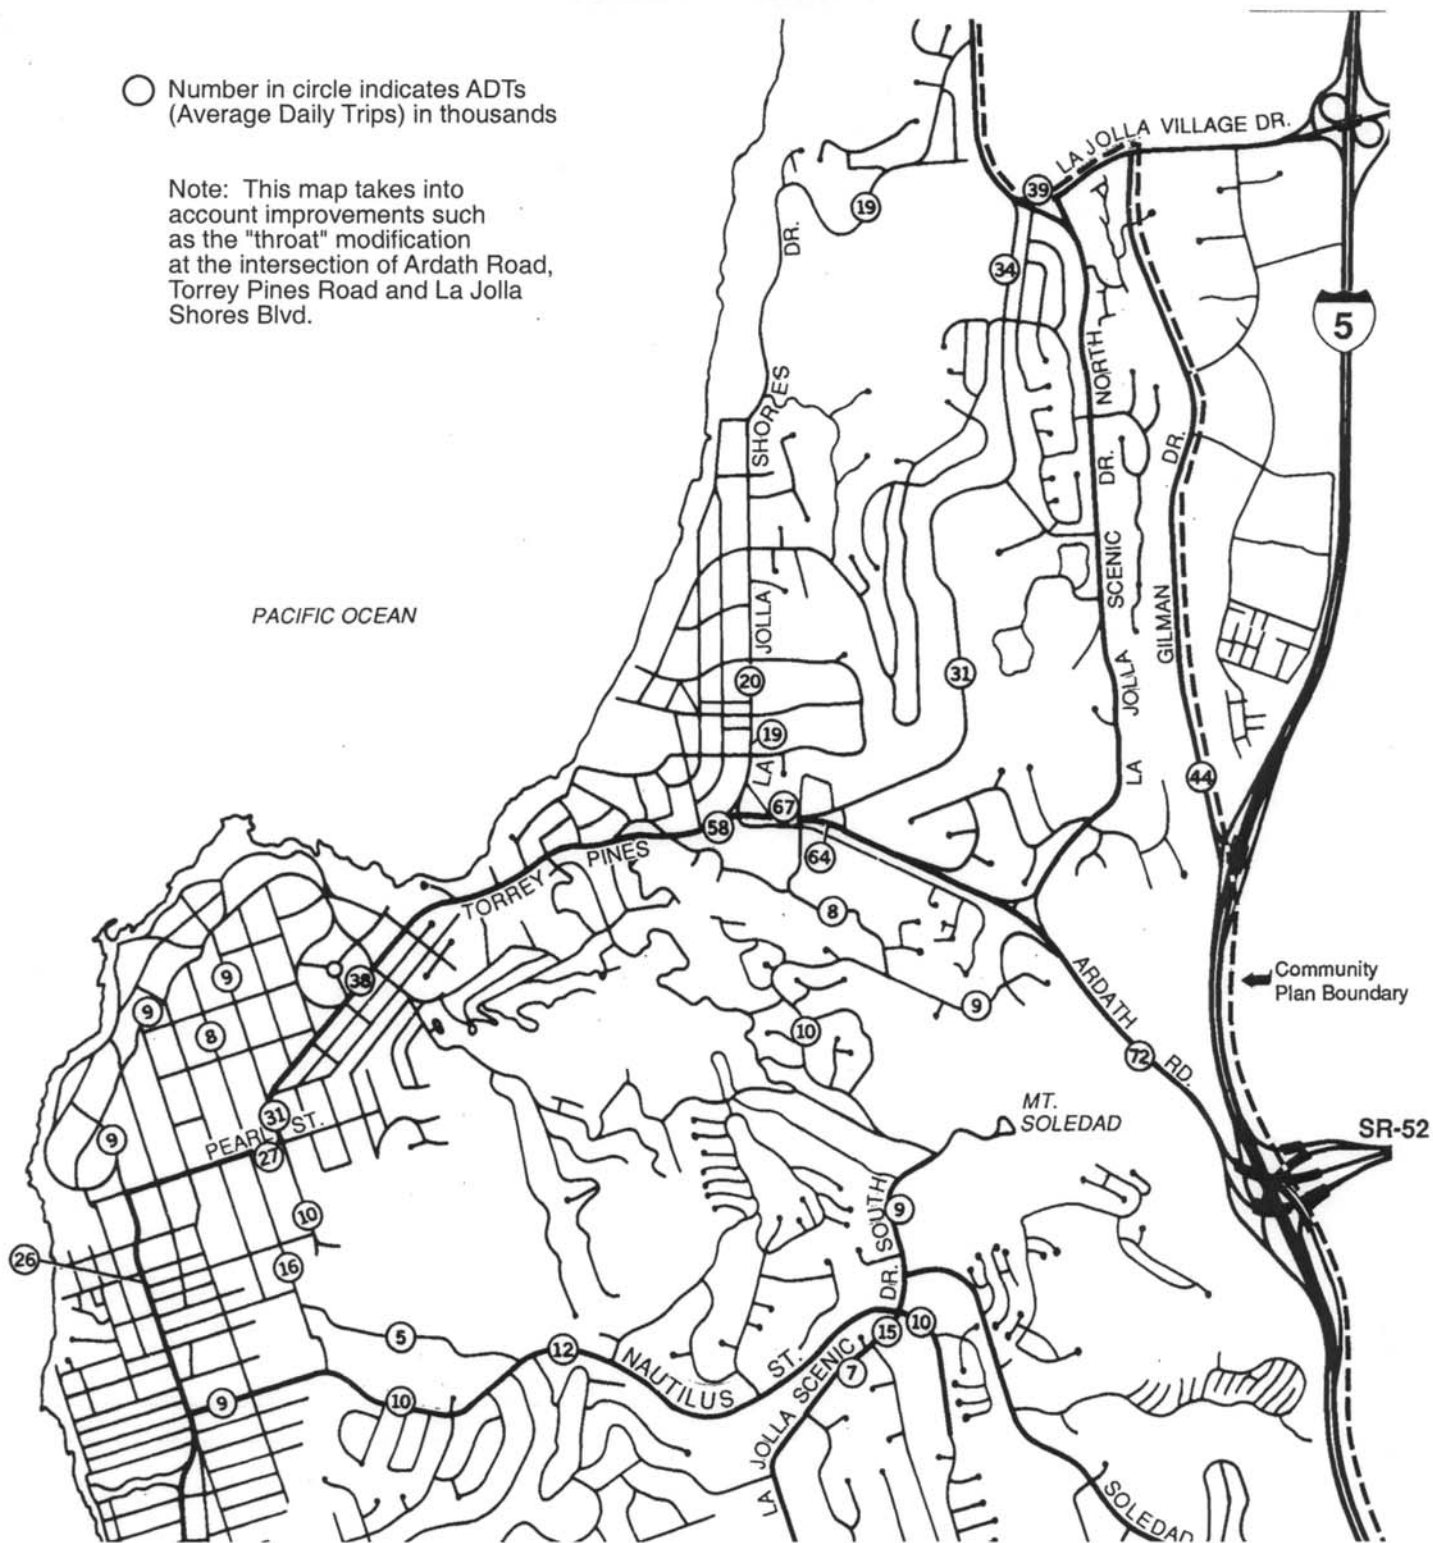 Number in circle indicates ADTs
(Average Daily Trips) in thousands
Note: This map takes into
account improvements such
as the "throat" modification
at the intersection of Ardath Road,
Torrey Pines Road and La Jolla
Shores Blvd.
LA JOLLA VILLAGE DR.
39
19
34
5
LA JOLLA SHORES DR.
LA JOLLA SCENIC DR. NORTH
GILMAN DR.
PACIFIC OCEAN
31
20
19
44
67
58
64
TORREY PINES
8
9
38
9
9
10
8
ARDATH RD.
Community
Plan Boundary
72
MT.
SOLEDAD
SR-52
31
PEARL ST.
27
9
10
9
26
16
5
12
15
10
7
9
10
NAUTILUS ST.
LA JOLLA SCENIC DR. SOUTH
SOLEDAD